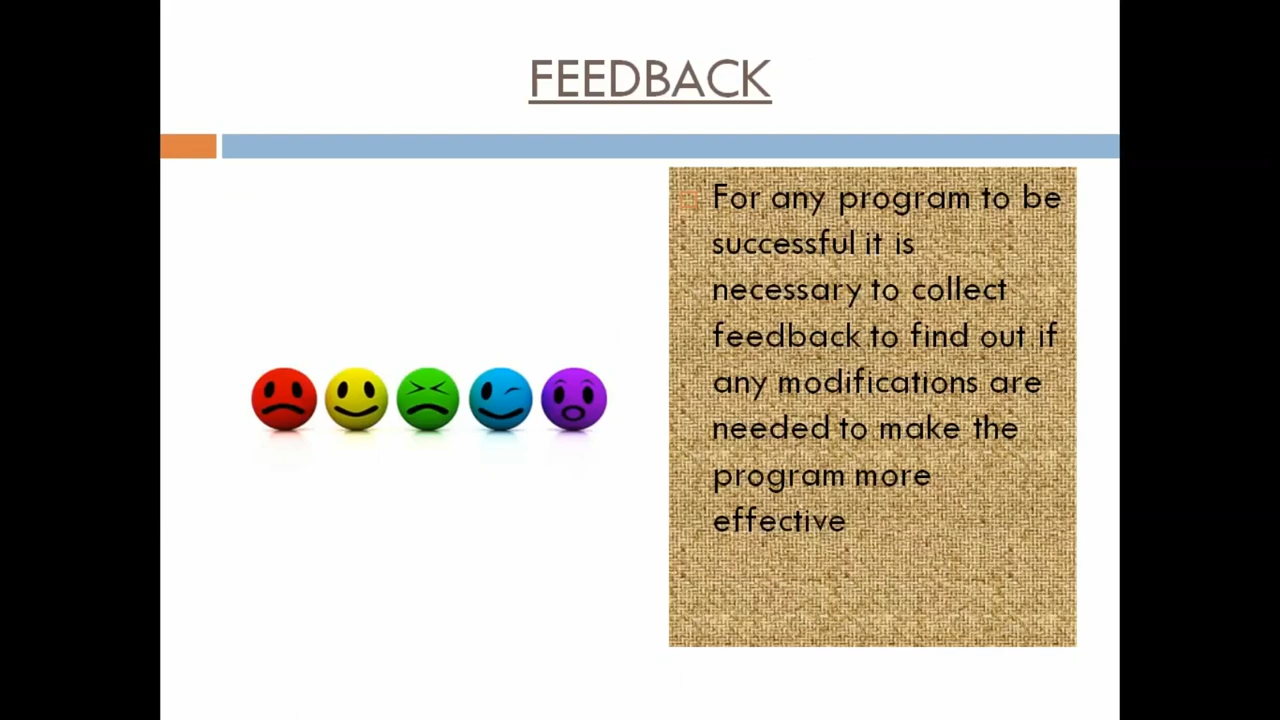 FEEDBACK
For any program to be
successful it is
necessary to collect
feedback to find out if
any modifications are
needed to make the
program more
effective